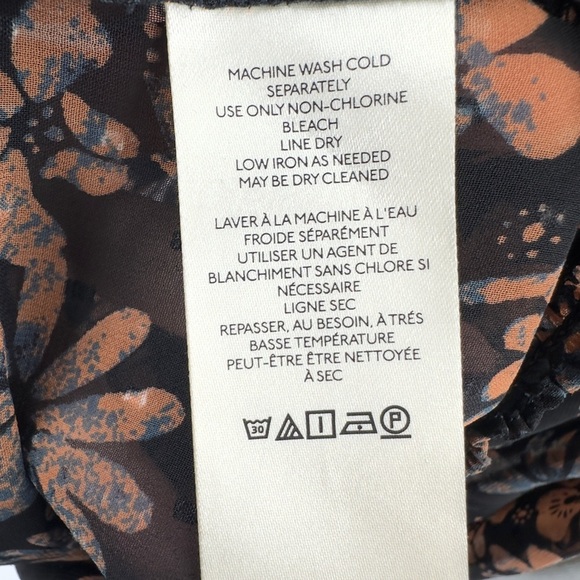 MACHINE WASH COLD
SEPARATELY
USE ONLY NON-CHLORINE
BLEACH
LINE DRY
LOW IRON AS NEEDED
MAY BE DRY CLEANED
LAVER À LA MACHINE À L'EAU
FROIDE SÉPARÉMENT
UTILISER UN AGENT DE
BLANCHIMENT SANS CHLORE SI
NÉCESSAIRE
LIGNE SEC
REPASSER, AU BESOIN, À TRÉS
BASSE TEMPÉRATURE
PEUT-ÊTRE ÊTRE NETTOYÉE
À SEC
30 P